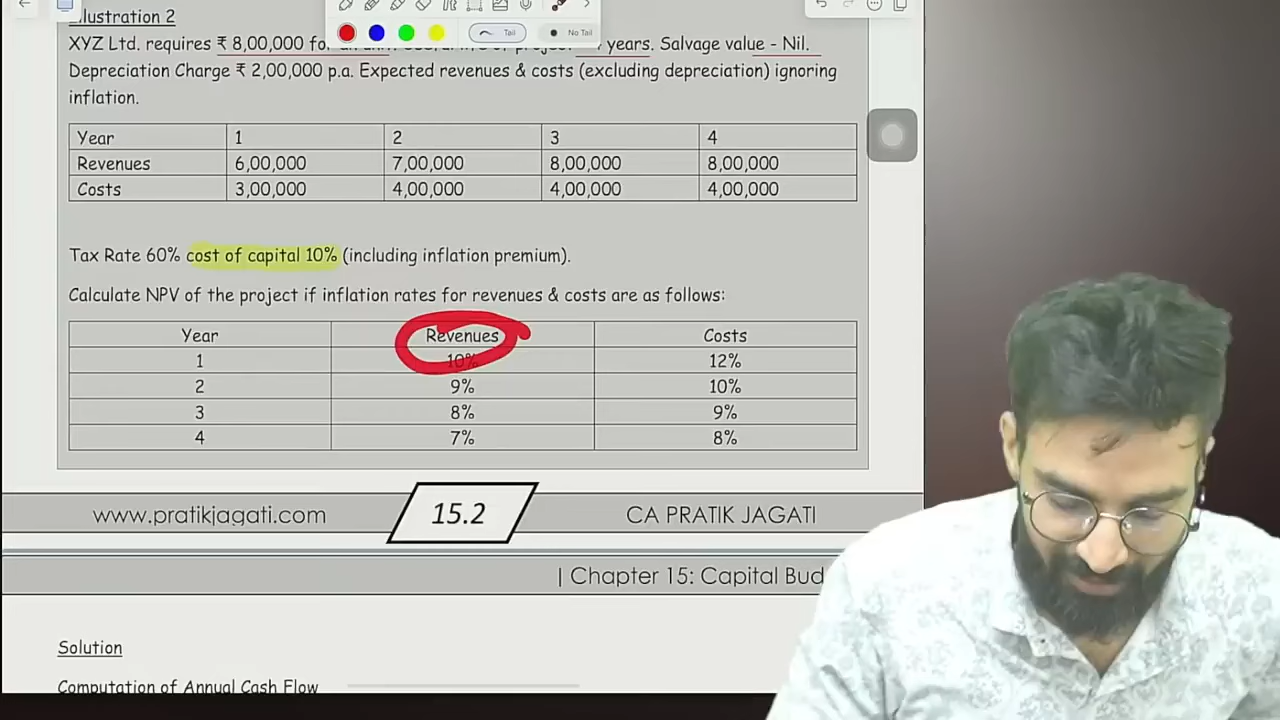 Illustration 2
Tail
No Tail
XYZ Ltd. requires ₹ 8,00,000 for years. Salvage value - Nil.
Depreciation Charge ₹ 2,00,000 p.a. Expected revenues & costs (excluding depreciation) ignoring
inflation.
Year 1 2 3 4
Revenues 6,00,000 7,00,000 8,00,000 8,00,000
Costs 3,00,000 4,00,000 4,00,000 4,00,000
Tax Rate 60% cost of capital 10% (including inflation premium).
Calculate NPV of the project if inflation rates for revenues & costs are as follows:
Year Revenues Costs
1 10% 12%
2 9% 10%
3 8% 9%
4 7% 8%
www.pratikjagati.com 15.2 CA PRATIK JAGATI
| Chapter 15: Capital Bud
Solution
Computation of Annual Cash Flow